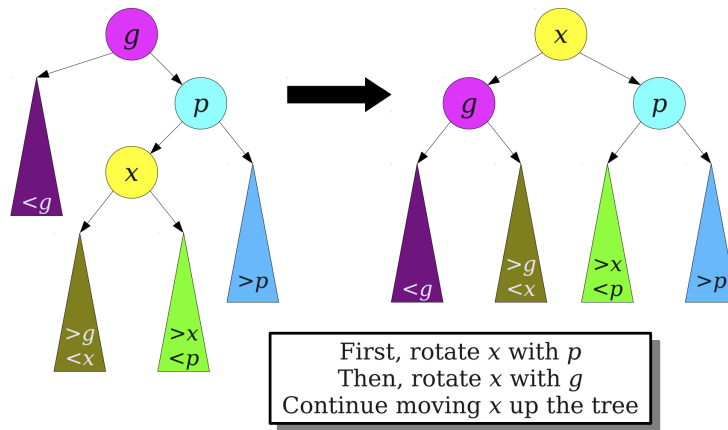 g
x
p
g
p
x
<g
>p
>g
<x
>x
<p
<g
>g
<x
>x
<p
>p
First, rotate x with p
Then, rotate x with g
Continue moving x up the tree